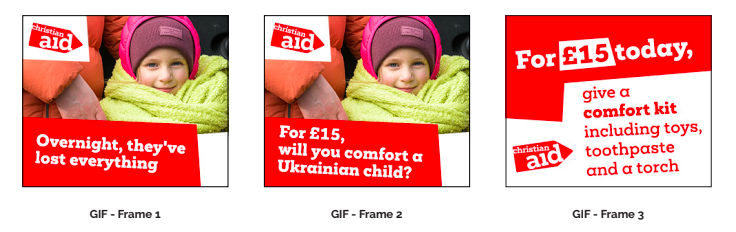 christian
aid
Overnight, they've
lost everything
GIF - Frame 1
christian
aid
For £15,
will you comfort a
Ukrainian child?
GIF - Frame 2
For £15 today,
give a
comfort kit
including toys,
toothpaste
and a torch
christian
aid
GIF - Frame 3